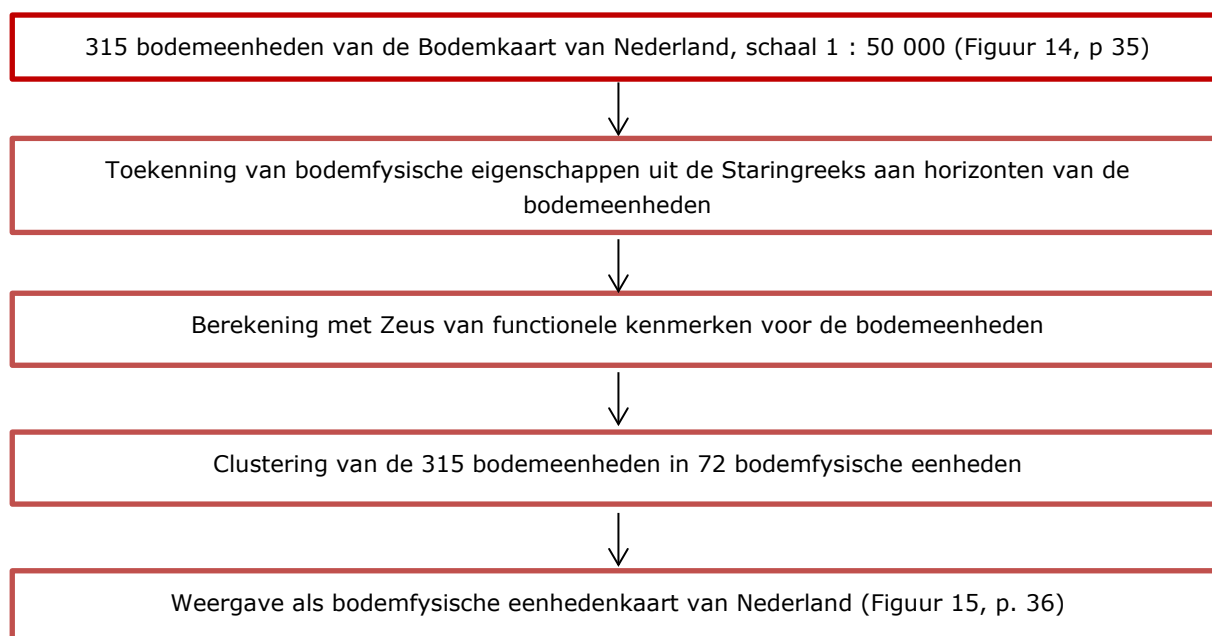 315 bodemeenheden van de Bodemkaart van Nederland, schaal 1 : 50 000 (Figuur 14, p 35)
Toekenning van bodemfysische eigenschappen uit de Staringreeks aan horizonten van de
bodemeenheden
Berekening met Zeus van functionele kenmerken voor de bodemeenheden
Clustering van de 315 bodemeenheden in 72 bodemfysische eenheden
Weergave als bodemfysische eenhedenkaart van Nederland (Figuur 15, p. 36)